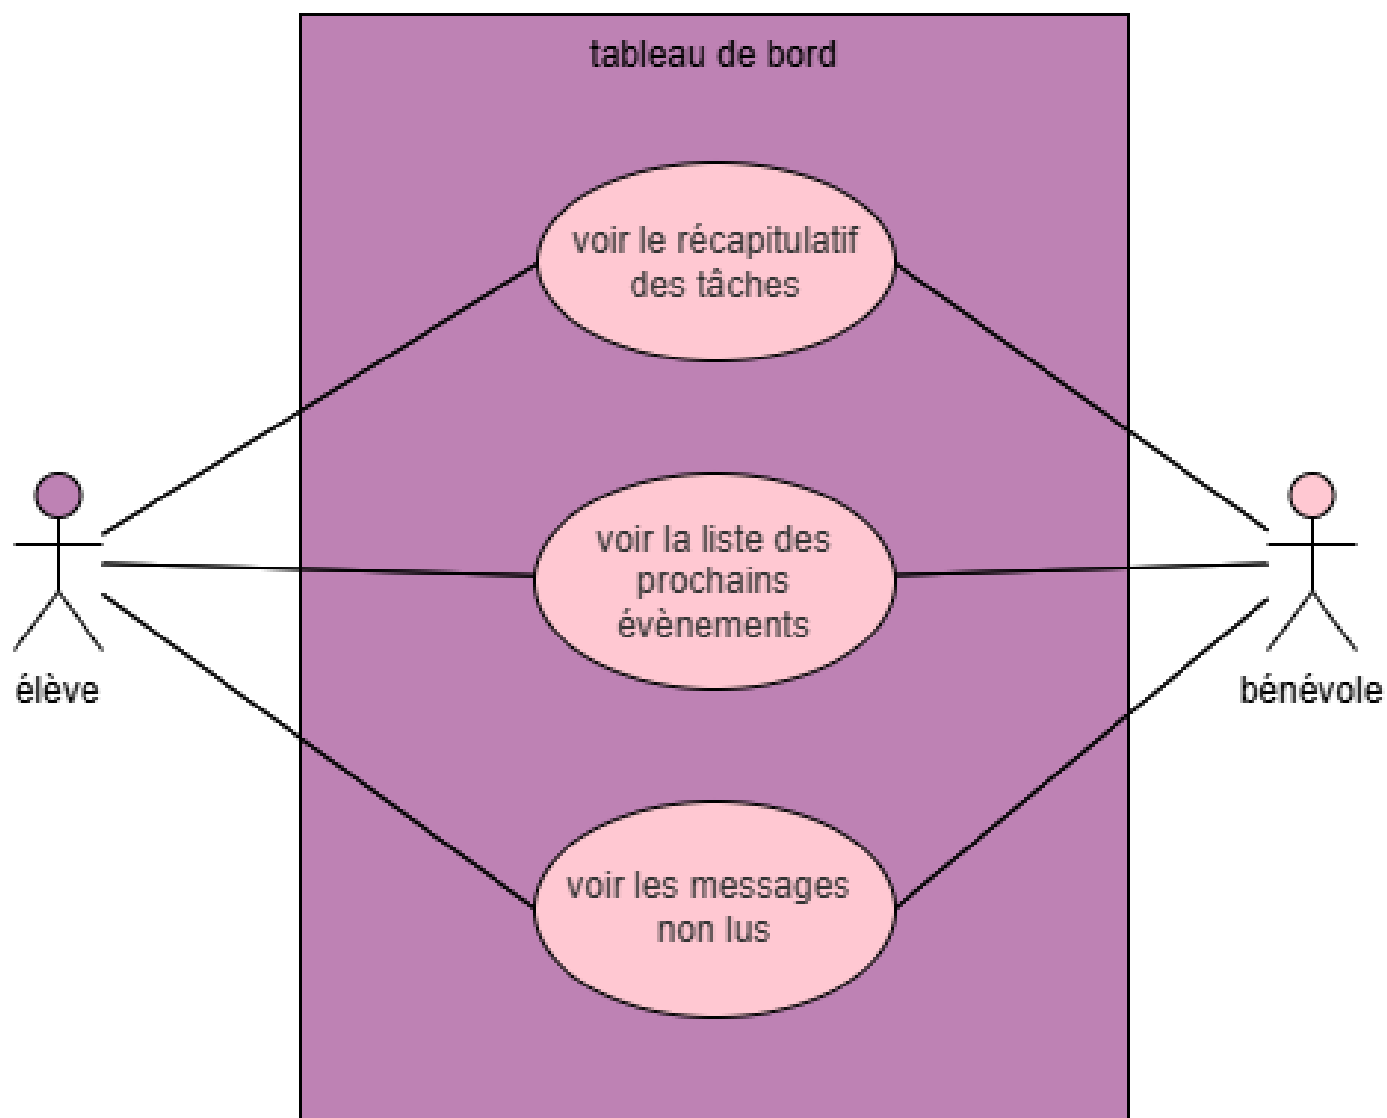 tableau de bord
voir le récapitulatif
des tâches
voir la liste des
prochains
évènements
élève
bénévole
voir les messages
non lus